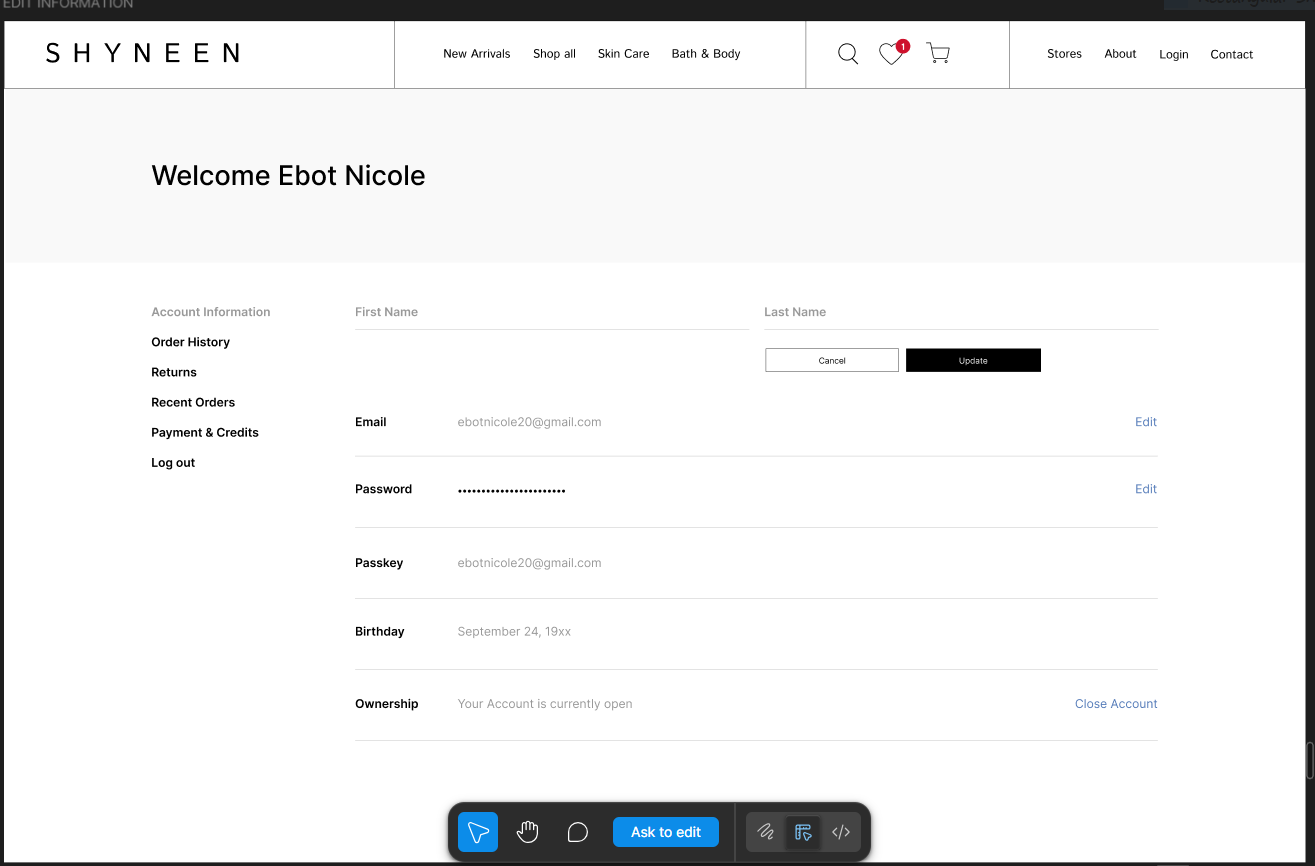 EDIT INFORMATION
SHYNEEN
New Arrivals Shop all Skin Care Bath & Body
1
Stores About Login Contact
Welcome Ebot Nicole
Account Information
Order History
Returns
Recent Orders
Payment & Credits
Log out
First Name Last Name
Cancel Update
Email ebotnicole20@gmail.com Edit
Password ••••••••••••••••••••••• Edit
Passkey ebotnicole20@gmail.com
Birthday September 24, 19xx
Ownership Your Account is currently open Close Account
Ask to edit